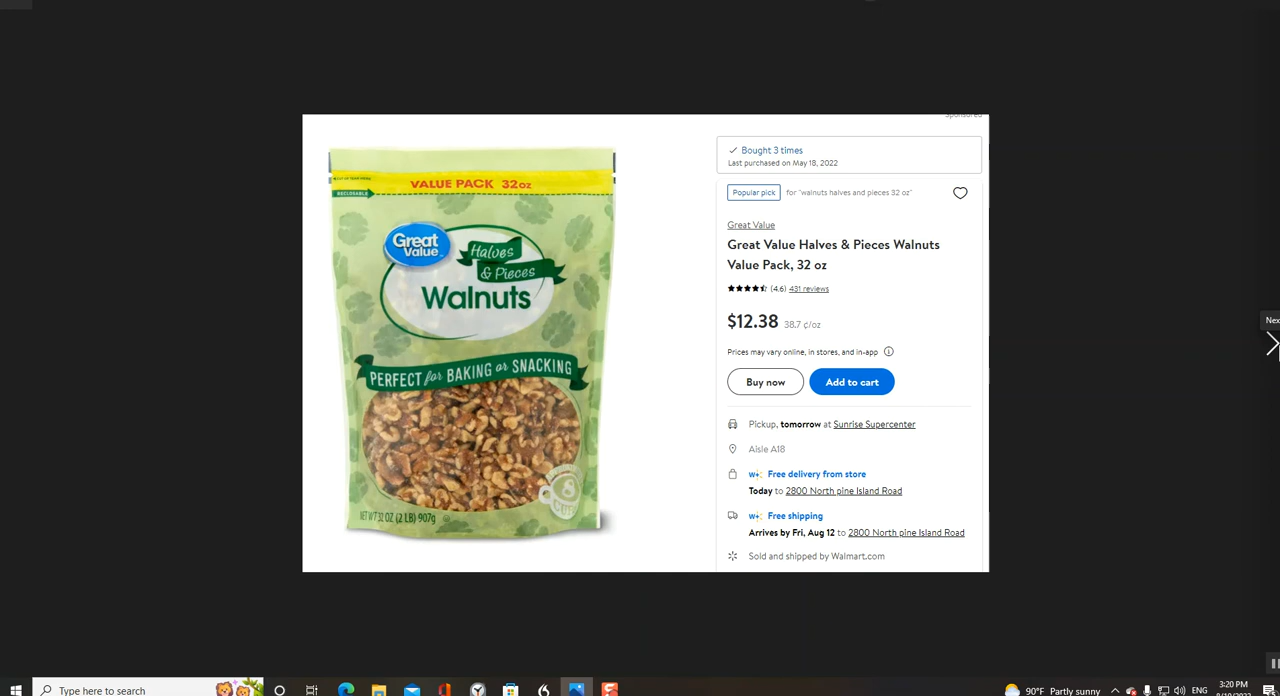 Sponsored
Bought 3 times
Last purchased on May 18, 2022
Popular pick for "walnuts halves and pieces 32 oz"
Great Value
Great Value Halves & Pieces Walnuts
Value Pack, 32 oz
(4.6) 431 reviews
$12.38 38.7 ¢/oz
Prices may vary online, in stores, and in-app
Buy now Add to cart
Pickup, tomorrow at Sunrise Supercenter
Aisle A18
Free delivery from store
Today to 2800 North pine Island Road
Free shipping
Arrives by Fri, Aug 12 to 2800 North pine Island Road
Sold and shipped by Walmart.com
VALUE PACK 32oz
RECLOSABLE
Great
Value
Halves
& Pieces
Walnuts
PERFECT for BAKING or SNACKING
NET WT 32 OZ (2 LB) 907g
Nex
Type here to search
90°F Partly sunny
ENG
3:20 PM